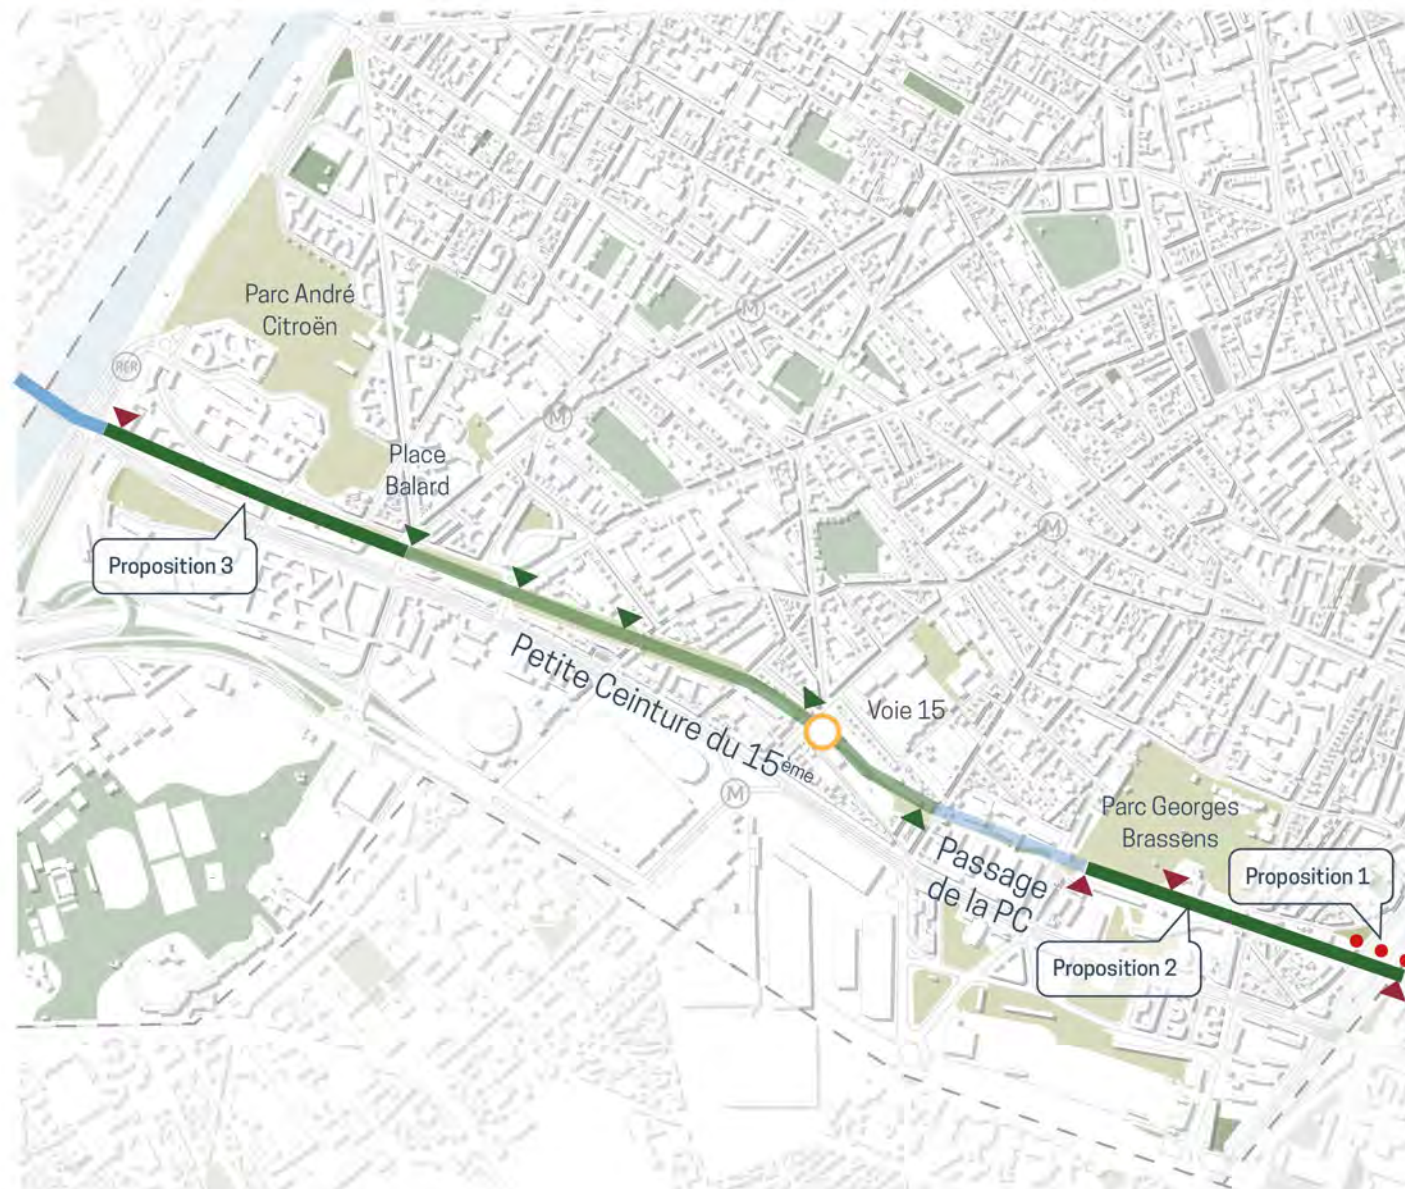 Parc André
Citroën
RER
M
M
Place
Balard
M
Proposition 3
Petite Ceinture du 15ème
Voie 15
M
Parc Georges
Brassens
Passage
de la PC
Proposition 1
Proposition 2